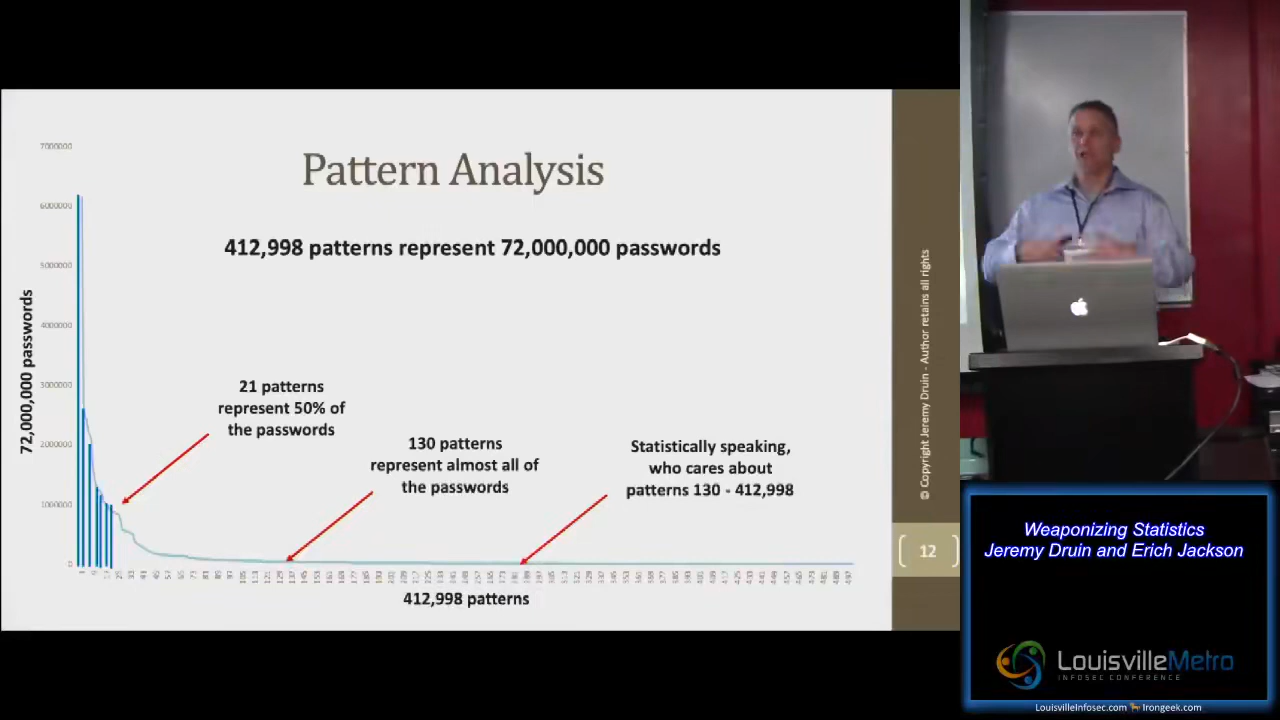 Pattern Analysis
412,998 patterns represent 72,000,000 passwords
7000000
6000000
5000000
4000000
3000000
2000000
1000000
0
72,000,000 passwords
21 patterns
represent 50% of
the passwords
130 patterns
represent almost all of
the passwords
Statistically speaking,
who cares about
patterns 130 - 412,998
412,998 patterns
© Copyright Jeremy Druin - Author retains all rights
12
Weaponizing Statistics
Jeremy Druin and Erich Jackson
LouisvilleMetro
INFOSEC CONFERENCE
LouisvilleInfosec.com Irongeek.com